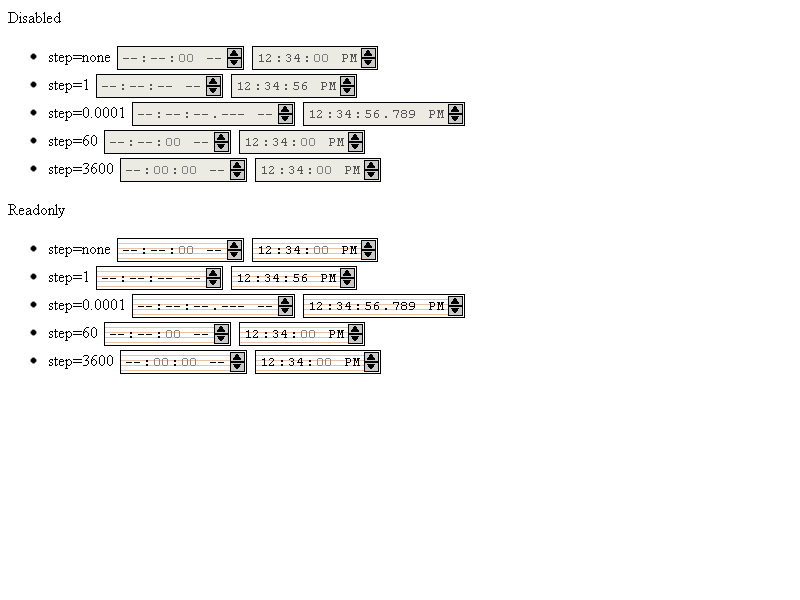 Disabled
step=none --:--:00 -- 12:34:00 PM
step=1 --:--:-- -- 12:34:56 PM
step=0.0001 --:--:--.--- -- 12:34:56.789 PM
step=60 --:--:00 -- 12:34:00 PM
step=3600 --:00:00 -- 12:34:00 PM
Readonly
step=none --:--:00 -- 12:34:00 PM
step=1 --:--:-- -- 12:34:56 PM
step=0.0001 --:--:--.--- -- 12:34:56.789 PM
step=60 --:--:00 -- 12:34:00 PM
step=3600 --:00:00 -- 12:34:00 PM